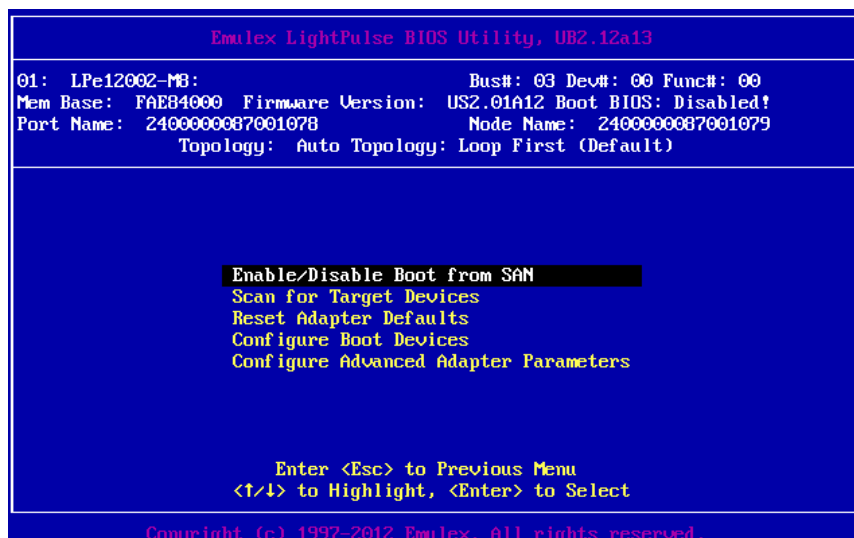 Emulex LightPulse BIOS Utility, UB2.12a13
01: LPe12002-M8: Bus#: 03 Dev#: 00 Func#: 00
Mem Base: FAE84000 Firmware Version: US2.01A12 Boot BIOS: Disabled!
Port Name: 2400000087001078 Node Name: 2400000087001079
Topology: Auto Topology: Loop First (Default)
Enable/Disable Boot from SAN
Scan for Target Devices
Reset Adapter Defaults
Configure Boot Devices
Configure Advanced Adapter Parameters
Enter <Esc> to Previous Menu
<↑/↓> to Highlight, <Enter> to Select
Copyright (c) 1997-2012 Emulex. All rights reserved.